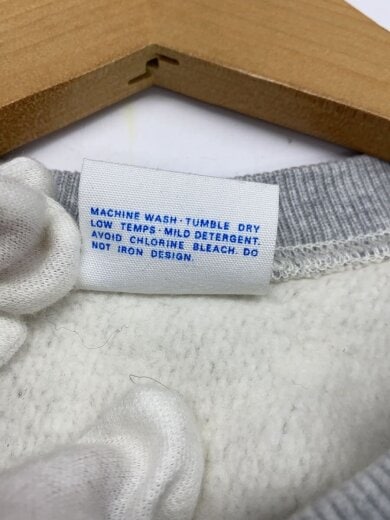 MACHINE WASH · TUMBLE DRY
LOW TEMPS · MILD DETERGENT.
AVOID CHLORINE BLEACH. DO
NOT IRON DESIGN.